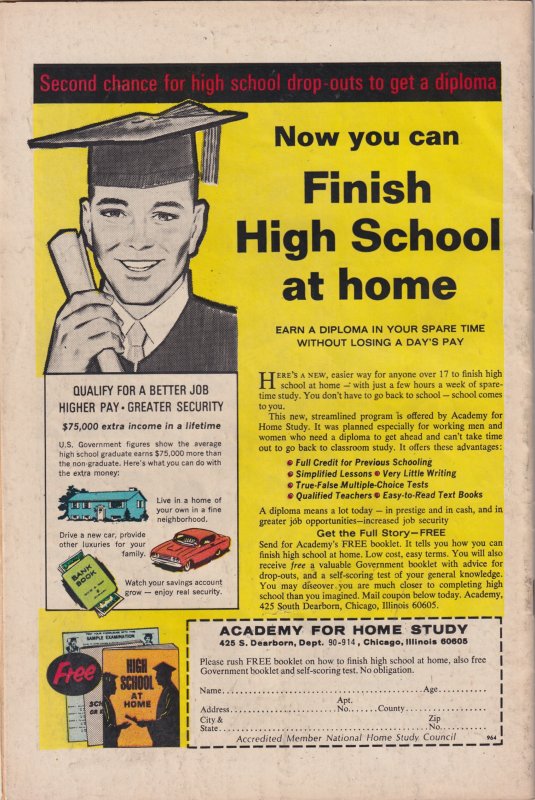 Second chance for high school drop-outs to get a diploma
Now you can
Finish
High School
at home
EARN A DIPLOMA IN YOUR SPARE TIME
WITHOUT LOSING A DAY'S PAY
HERE'S A NEW, easier way for anyone over 17 to finish high
school at home — with just a few hours a week of spare-
time study. You don't have to go back to school — school comes
to you.
This new, streamlined program is offered by Academy for
Home Study. It was planned especially for working men and
women who need a diploma to get ahead and can't take time
out to go back to classroom study. It offers these advantages:
• Full Credit for Previous Schooling
• Simplified Lessons • Very Little Writing
• True-False Multiple-Choice Tests
• Qualified Teachers • Easy-to-Read Text Books
A diploma means a lot today — in prestige and in cash, and in
greater job opportunities—increased job security
Get the Full Story—FREE
Send for Academy's FREE booklet. It tells you how you can
finish high school at home. Low cost, easy terms. You will also
receive free a valuable Government booklet with advice for
drop-outs, and a self-scoring test of your general knowledge.
You may discover you are much closer to completing high
school than you imagined. Mail coupon below today. Academy,
425 South Dearborn, Chicago, Illinois 60605.
QUALIFY FOR A BETTER JOB
HIGHER PAY • GREATER SECURITY
$75,000 extra income in a lifetime
U.S. Government figures show the average
high school graduate earns $75,000 more than
the non-graduate. Here's what you can do with
the extra money:
Live in a home of
your own in a fine
neighborhood.
Drive a new car, provide
other luxuries for your
family.
BANK
BOOK
Watch your savings account
grow — enjoy real security.
SAMPLE EXAMINATION
Free
HIGH
SCHOOL
AT
HOME
ACADEMY FOR HOME STUDY
425 S. Dearborn, Dept. 90-914, Chicago, Illinois 60605
Please rush FREE booklet on how to finish high school at home, also free
Government booklet and self-scoring test. No obligation.
Name.......................................Age............
Apt.
Address..........................No.......County....................
City & Zip
State.......................................No............
Accredited Member National Home Study Council 964